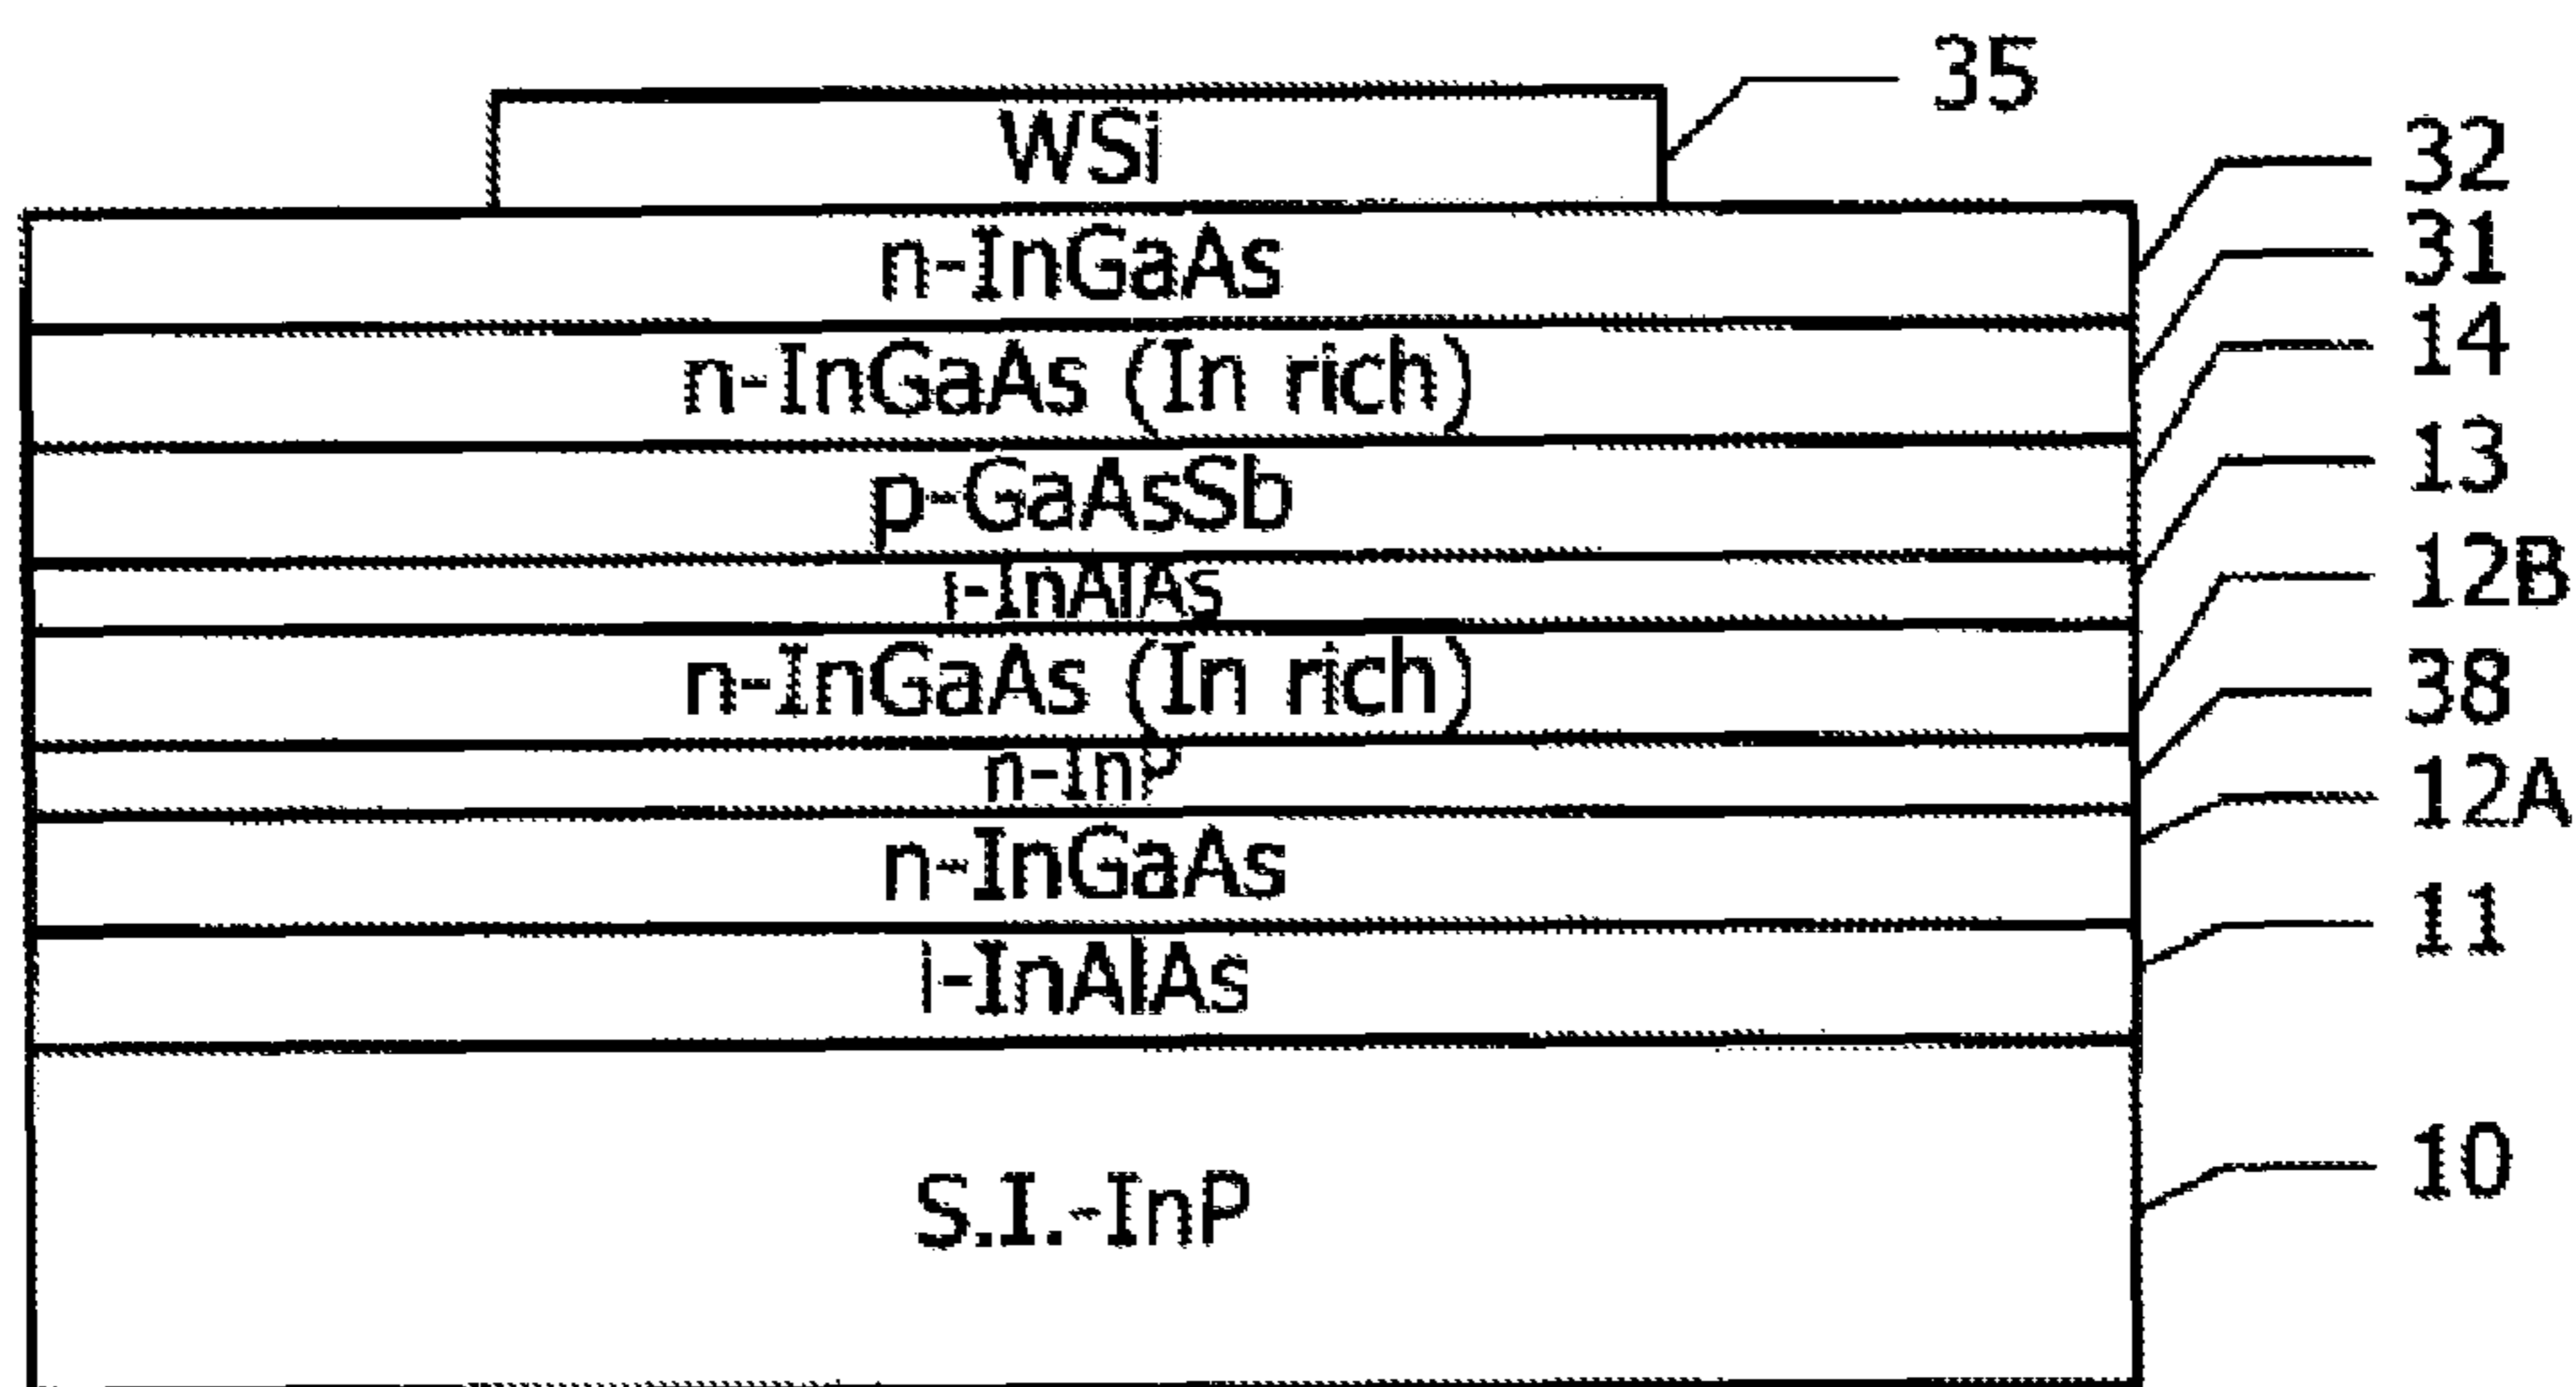 WSi 35
n-InGaAs 32
n-InGaAs (In rich) 31
p-GaAsSb 14
i-InAlAs 13
n-InGaAs (In rich) 12B
n-InP 38
n-InGaAs 12A
i-InAlAs 11
S.I.-InP 10